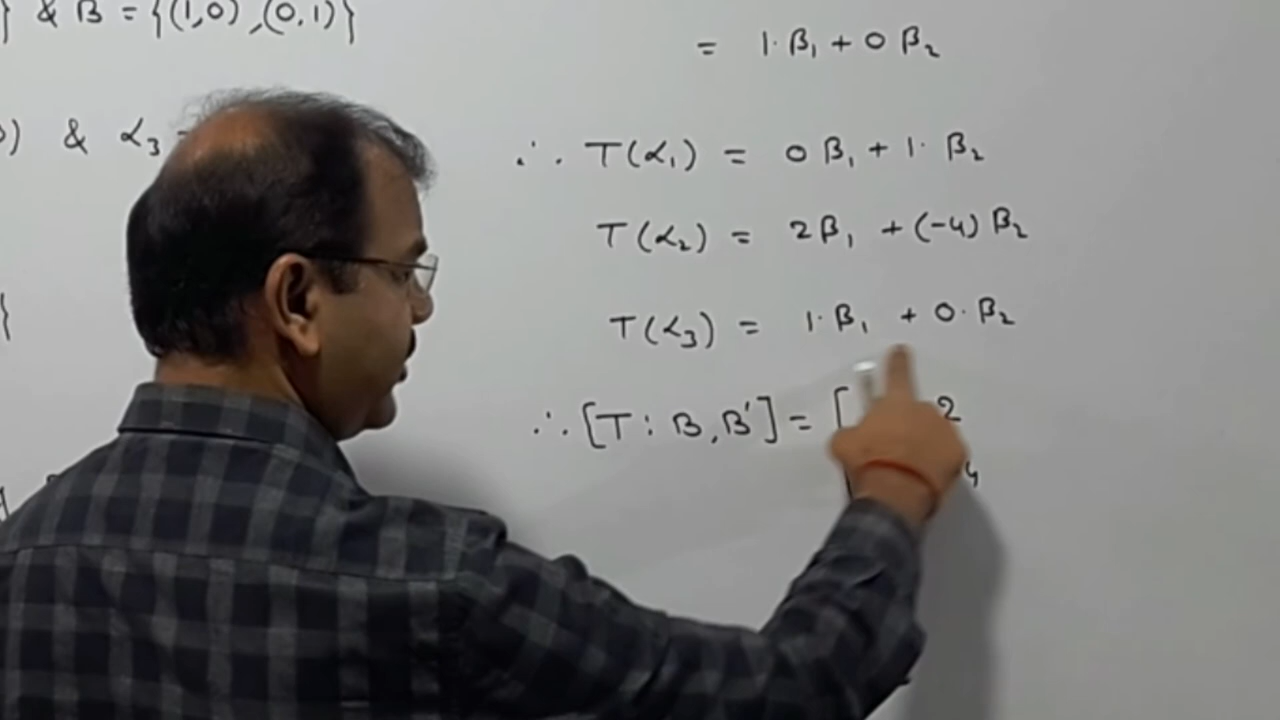 } & B = {(1,0), (0,1)}
) & α₃
}
= 1·β₁ + 0 β₂
∴ T(α₁) = 0 β₁ + 1· β₂
T(α₂) = 2β₁ + (-4) β₂
T(α₃) = 1·β₁ + 0·β₂
∴ [T : B, B'] = [ 2
4